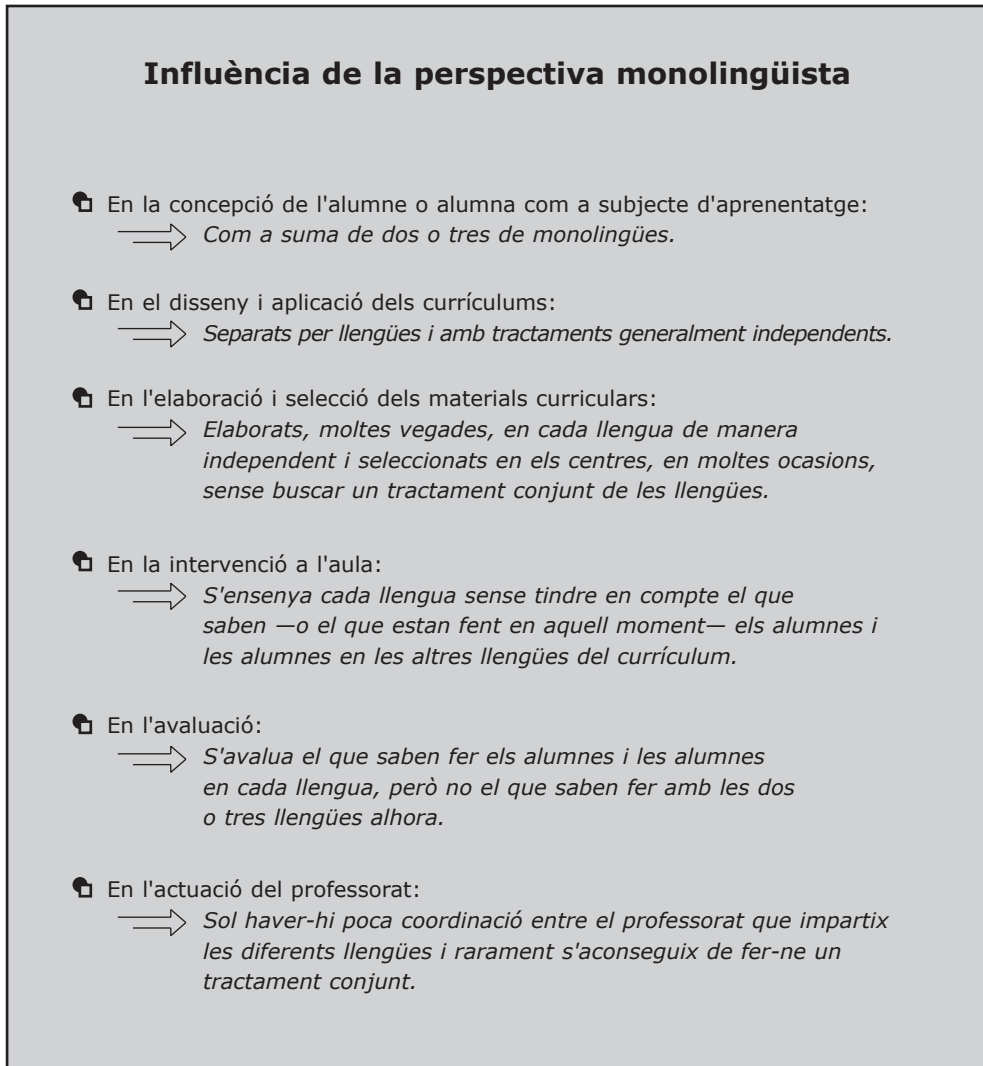 Influència de la perspectiva monolingüista
En la concepció de l'alumne o alumna com a subjecte d'aprenentatge:
Com a suma de dos o tres de monolingües.
En el disseny i aplicació dels currículums:
Separats per llengües i amb tractaments generalment independents.
En l'elaboració i selecció dels materials curriculars:
Elaborats, moltes vegades, en cada llengua de manera
independent i seleccionats en els centres, en moltes ocasions,
sense buscar un tractament conjunt de les llengües.
En la intervenció a l'aula:
S'ensenya cada llengua sense tindre en compte el que
saben —o el que estan fent en aquell moment— els alumnes i
les alumnes en les altres llengües del currículum.
En l'avaluació:
S'avalua el que saben fer els alumnes i les alumnes
en cada llengua, però no el que saben fer amb les dos
o tres llengües alhora.
En l'actuació del professorat:
Sol haver-hi poca coordinació entre el professorat que impartix
les diferents llengües i rarament s'aconseguix de fer-ne un
tractament conjunt.